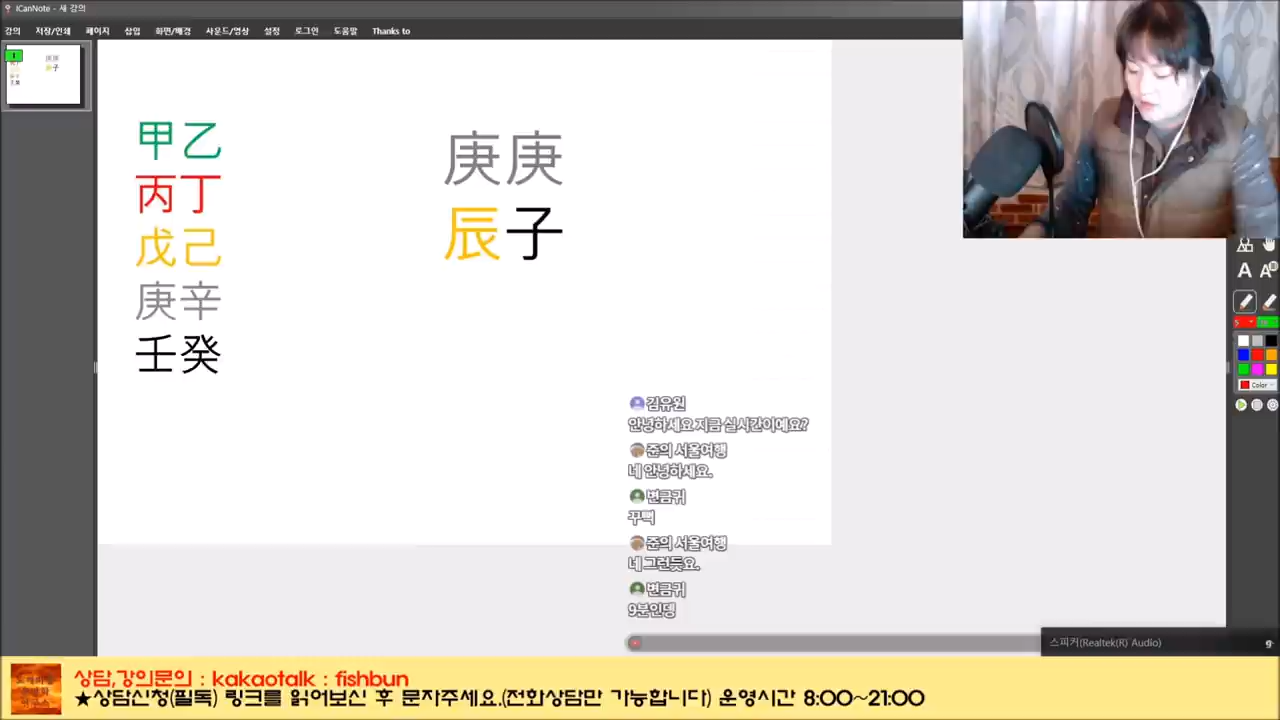 ICanNote - 새 강의
강의 저장/인쇄 페이지 삽입 화면/배경 사운드/영상 설정 로그인 도움말 Thanks to
1
甲乙
丙丁
戊己
庚辛
壬癸
庚庚
辰子
김유원
안녕하세요 지금 실시간이에요?
준의 서울여행
네 안녕하세요.
변금귀
꾸뻑
준의 서울여행
네 그런듯요.
변금귀
9분인뎅
A A
Color
스피커(Realtek(R) Audio)
상담,강의문의 : kakaotalk : fishbun
★상담신청(필독) 링크를 읽어보신 후 문자주세요.(전화상담만 가능합니다) 운영시간 8:00~21:00